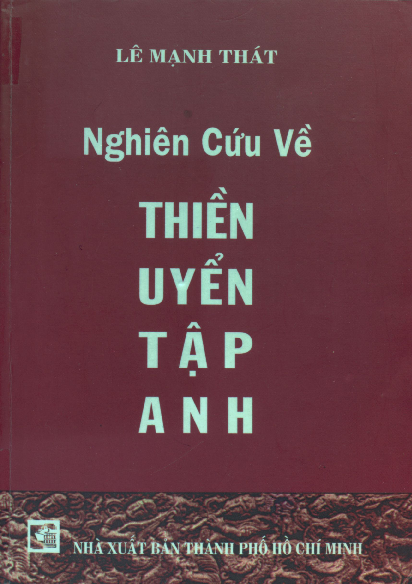 LÊ MẠNH THÁT
Nghiên Cứu Về
THIỀN
UYỂN
TẬP
ANH
NHÀ XUẤT BẢN THÀNH PHỐ HỒ CHÍ MINH